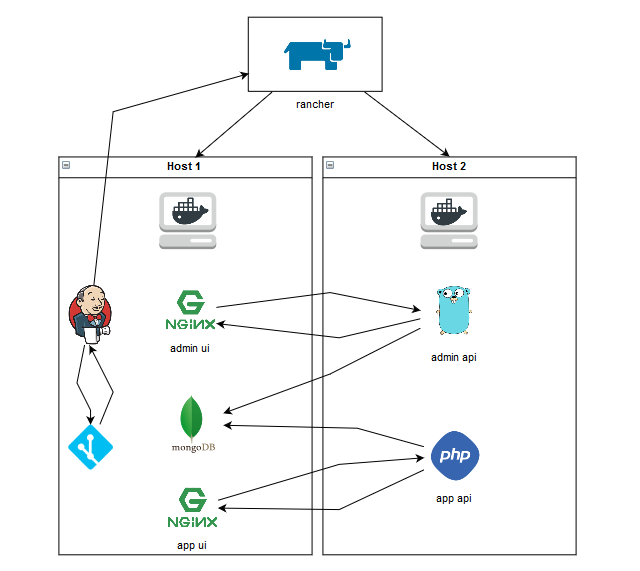 rancher
Host 1
Host 2
NGINX
admin ui
admin api
mongoDB
php
app api
NGINX
app ui